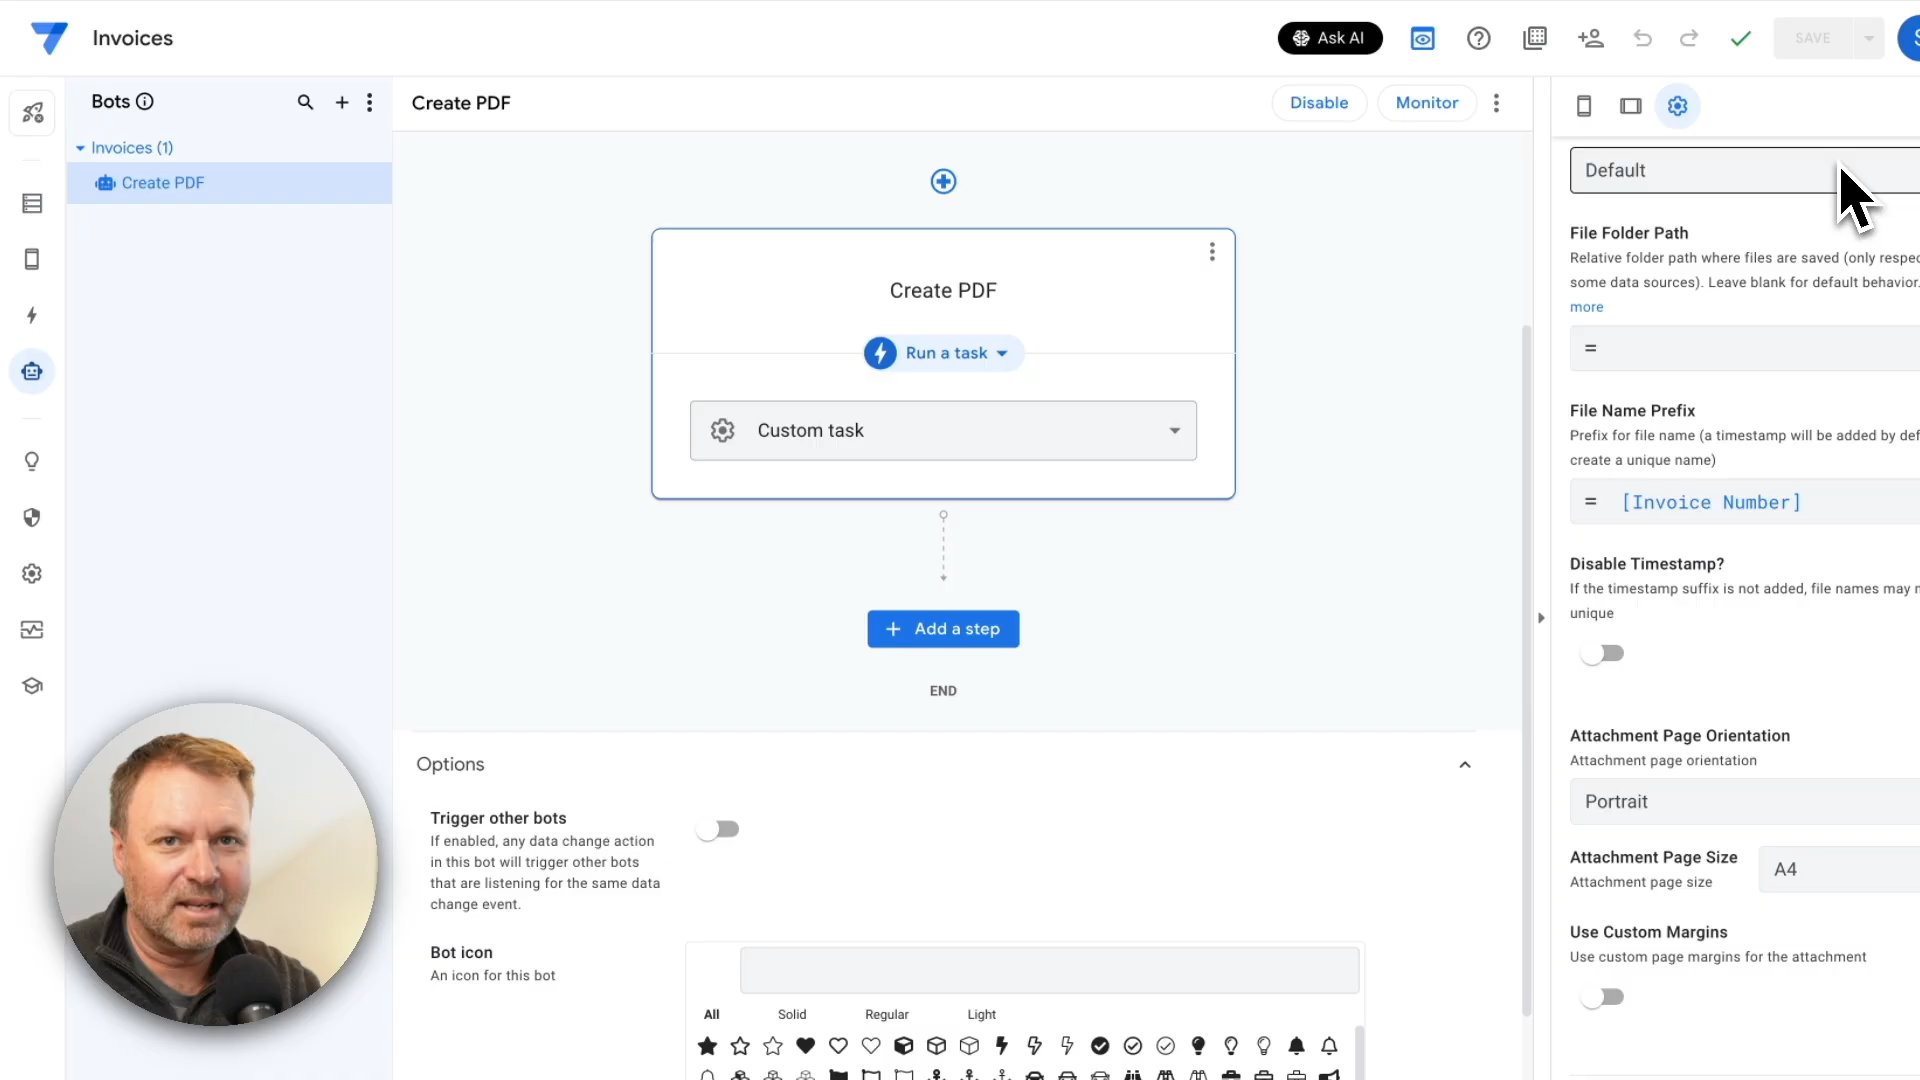 Invoices
Ask AI
SAVE
Bots
Create PDF
Disable
Monitor
Invoices (1)
Create PDF
Default
File Folder Path
Relative folder path where files are saved (only respec
some data sources). Leave blank for default behavior.
more
=
Create PDF
Run a task
Custom task
File Name Prefix
Prefix for file name (a timestamp will be added by def
create a unique name)
= [Invoice Number]
Disable Timestamp?
If the timestamp suffix is not added, file names may n
unique
Add a step
END
Attachment Page Orientation
Attachment page orientation
Portrait
Attachment Page Size
Attachment page size
A4
Use Custom Margins
Use custom page margins for the attachment
Options
Trigger other bots
If enabled, any data change action
in this bot will trigger other bots
that are listening for the same data
change event.
Bot icon
An icon for this bot
All
Solid
Regular
Light